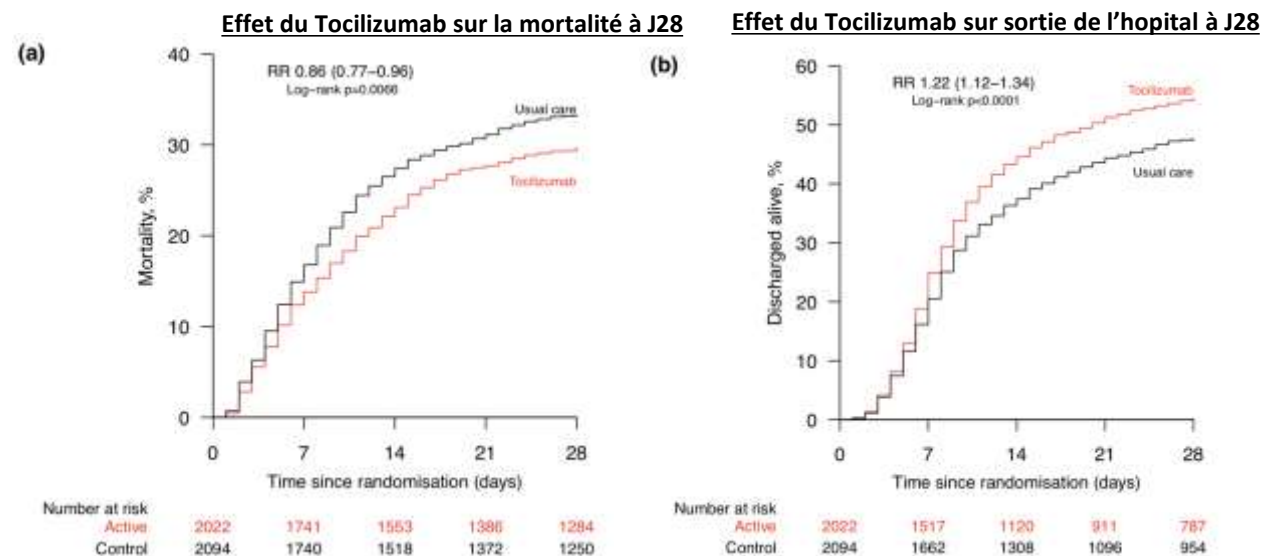 Effet du Tocilizumab sur la mortalité à J28
(a)
RR 0.86 (0.77–0.96)
Log–rank p=0.0066
Usual care
Tocilizumab
Mortality, %
40
30
20
10
0
0 7 14 21 28
Time since randomisation (days)
Number at risk
Active 2022 1741 1553 1386 1284
Control 2094 1740 1518 1372 1250
Effet du Tocilizumab sur sortie de l’hopital à J28
(b)
RR 1.22 (1.12–1.34)
Log–rank p<0.0001
Tocilizumab
Usual care
Discharged alive, %
60
50
40
30
20
10
0
0 7 14 21 28
Time since randomisation (days)
Number at risk
Active 2022 1517 1120 911 787
Control 2094 1662 1308 1096 954